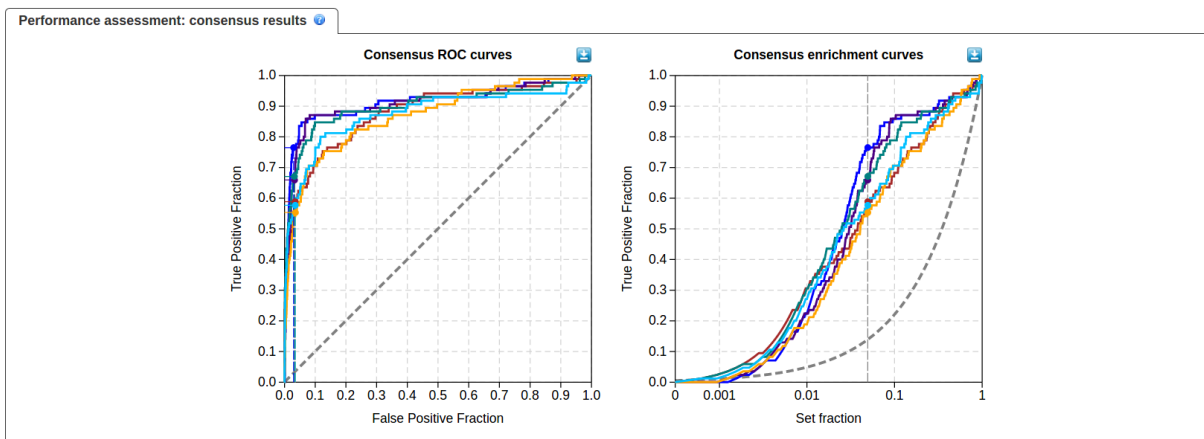 Performance assessment: consensus results ?
Consensus ROC curves
1.0
0.9
0.8
0.7
0.6
0.5
0.4
0.3
0.2
0.1
0.0
True Positive Fraction
0.0 0.1 0.2 0.3 0.4 0.5 0.6 0.7 0.8 0.9 1.0
False Positive Fraction
Consensus enrichment curves
1.0
0.9
0.8
0.7
0.6
0.5
0.4
0.3
0.2
0.1
0.0
True Positive Fraction
0 0.001 0.01 0.1 1
Set fraction